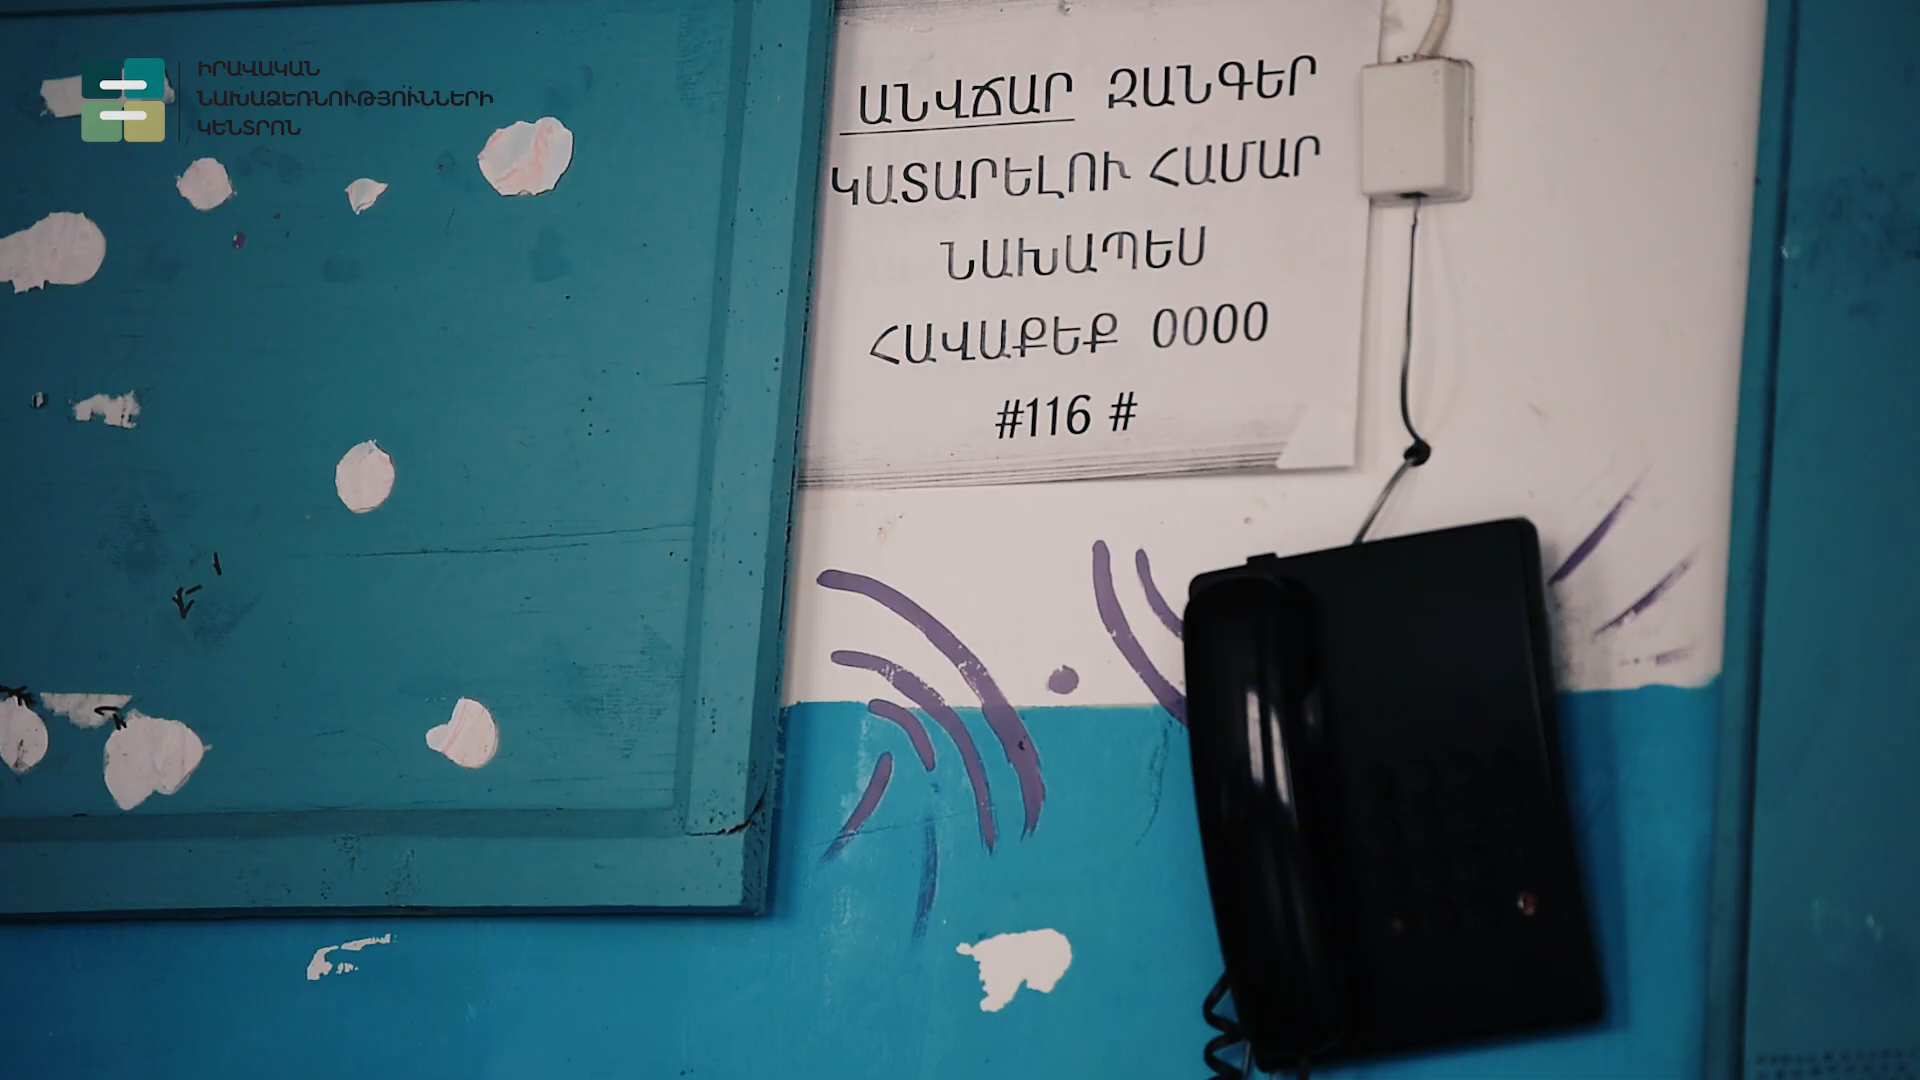 ԻՐԱՎԱԿԱՆ
ՆԱԽԱՁԵՌՆՈՒԹՅՈՒՆՆԵՐԻ
ԿԵՆՏՐՈՆ
ԱՆՎՃԱՐ ԶԱՆԳԵՐ
ԿԱՏԱՐԵԼՈՒ ՀԱՄԱՐ
ՆԱԽԱՊԵՍ
ՀԱՎԱՔԵՔ 0000
#116 #